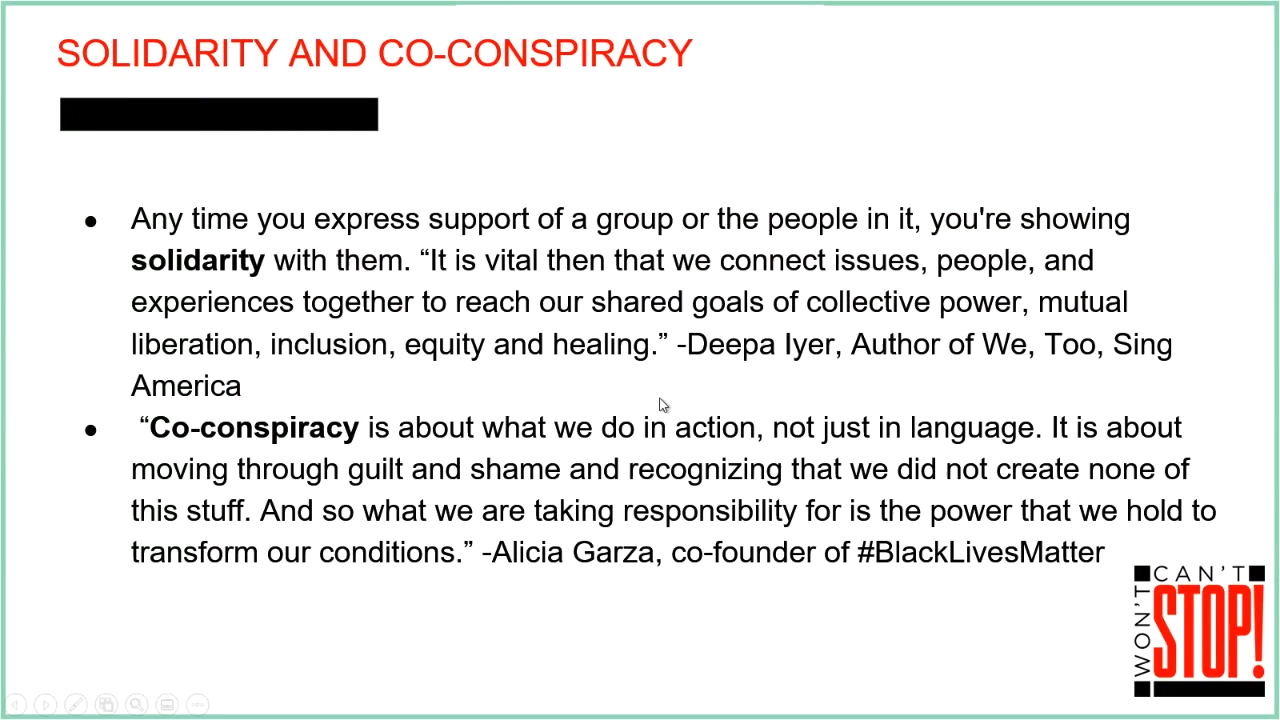 SOLIDARITY AND CO-CONSPIRACY
● Any time you express support of a group or the people in it, you're showing
solidarity with them. “It is vital then that we connect issues, people, and
experiences together to reach our shared goals of collective power, mutual
liberation, inclusion, equity and healing.” -Deepa Iyer, Author of We, Too, Sing
America
● “Co-conspiracy is about what we do in action, not just in language. It is about
moving through guilt and shame and recognizing that we did not create none of
this stuff. And so what we are taking responsibility for is the power that we hold to
transform our conditions.” -Alicia Garza, co-founder of #BlackLivesMatter
CAN'T
WON'T
STOP!